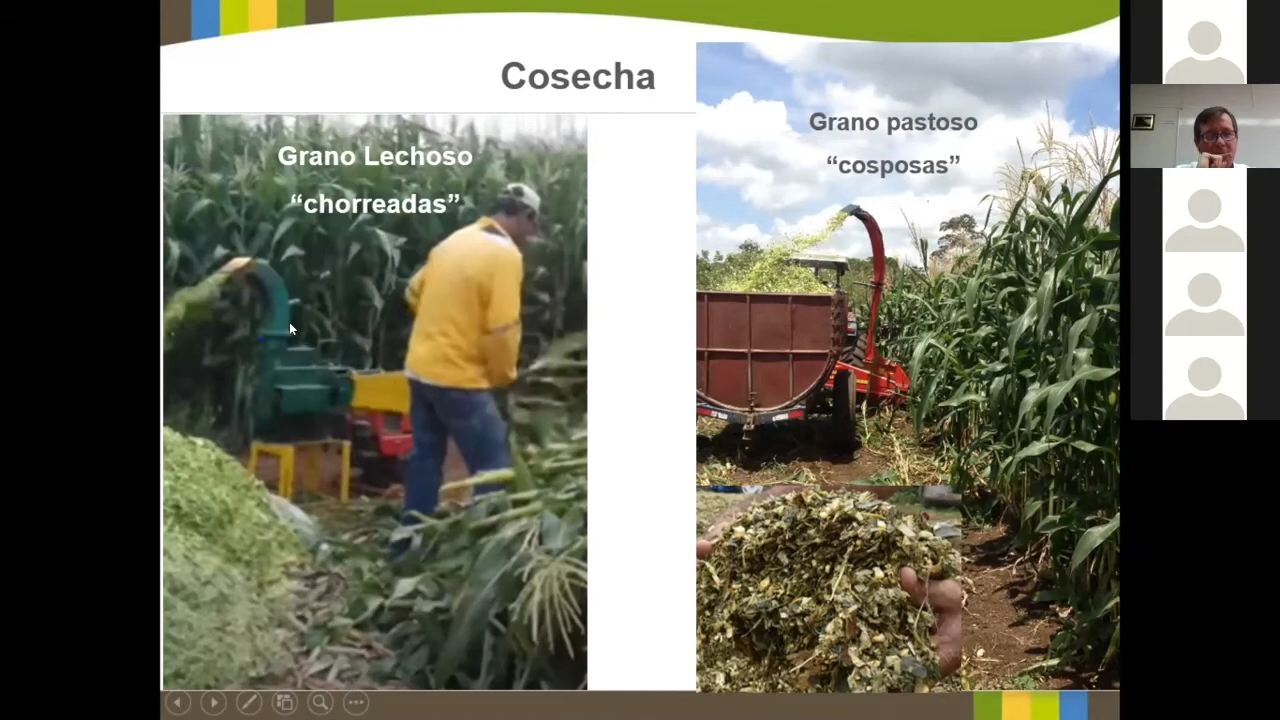 Cosecha
Grano Lechoso
“chorreadas”
Grano pastoso
“cosposas”